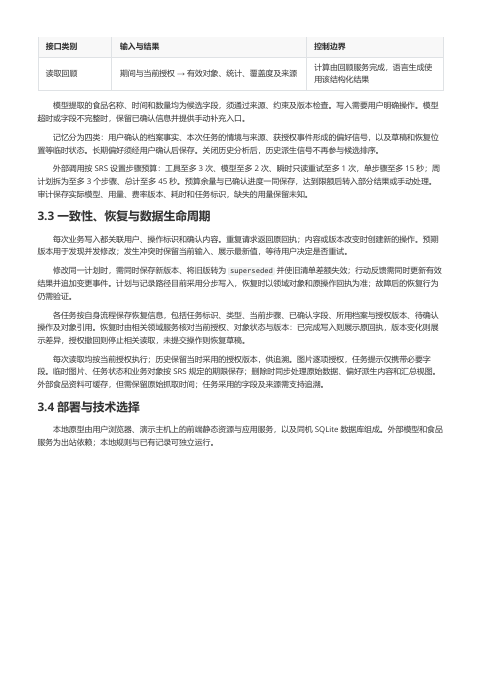 接口类别 输入与结果 控制边界
读取回顾 期间与当前授权 → 有效对象、统计、覆盖度及来源 计算由回顾服务完成，语言生成使
用该结构化结果
模型提取的食品名称、时间和数量均为候选字段，须通过来源、约束及版本检查。写入需要用户明确操作。模型
超时或字段不完整时，保留已确认信息并提供手动补充入口。
记忆分为四类：用户确认的档案事实、本次任务的情境与来源、获授权事件形成的偏好信号，以及草稿和恢复位
置等临时状态。长期偏好须经用户确认后保存。关闭历史分析后，历史派生信号不再参与候选排序。
外部调用按 SRS 设置步骤预算：工具至多 3 次、模型至多 2 次、瞬时只读重试至多 1 次，单步骤至多 15 秒；周
计划拆为至多 3 个步骤、总计至多 45 秒。预算余量与已确认进度一同保存，达到限额后转入部分结果或手动处理。
审计保存实际模型、用量、费率版本、耗时和任务标识，缺失的用量保留未知。
3.3 一致性、恢复与数据生命周期
每次业务写入都关联用户、操作标识和确认内容。重复请求返回原回执；内容或版本改变时创建新的操作。预期
版本用于发现并发修改；发生冲突时保留当前输入、展示最新值，等待用户决定是否重试。
修改同一计划时，需同时保存新版本、将旧版转为 superseded 并使旧清单差额失效；行动反馈需同时更新有效
结果并追加变更事件。计划与记录路径目前采用分步写入，恢复时以领域对象和原操作回执为准；故障后的恢复行为
仍需验证。
各任务按自身流程保存恢复信息，包括任务标识、类型、当前步骤、已确认字段、所用档案与授权版本、待确认
操作及对象引用。恢复时由相关领域服务核对当前授权、对象状态与版本：已完成写入则展示原回执，版本变化则展
示差异，授权撤回则停止相关读取，未提交操作则恢复草稿。
每次读取均按当前授权执行；历史保留当时采用的授权版本，供追溯。图片逐项授权，任务提示仅携带必要字
段。临时图片、任务状态和业务对象按 SRS 规定的期限保存；删除时同步处理原始数据、偏好派生内容和汇总视图。
外部食品资料可缓存，但需保留原始抓取时间；任务采用的字段及来源需支持追溯。
3.4 部署与技术选择
本地原型由用户浏览器、演示主机上的前端静态资源与应用服务，以及同机 SQLite 数据库组成。外部模型和食品
服务为出站依赖；本地规则与已有记录可独立运行。